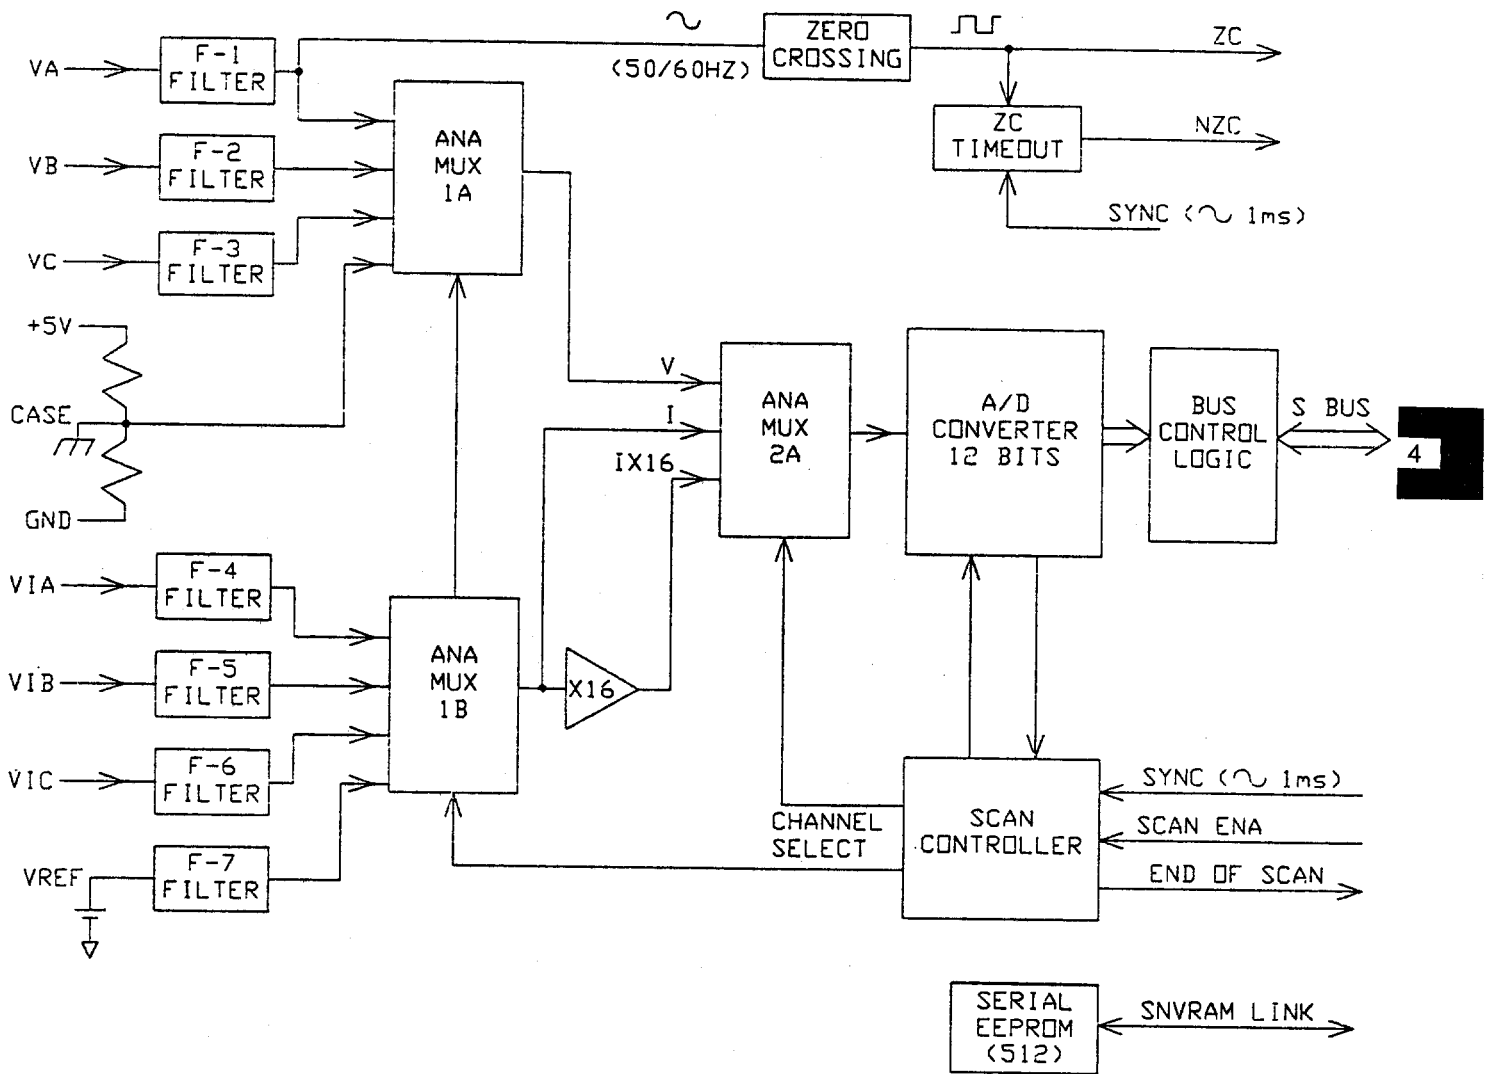 VA
F-1
FILTER
(50/60HZ)
ZERO
CROSSING
ZC
ZC
TIMEOUT
NZC
SYNC (∿ 1ms)
VB
F-2
FILTER
VC
F-3
FILTER
ANA
MUX
1A
+5V
CASE
GND
V
I
IX16
ANA
MUX
2A
A/D
CONVERTER
12 BITS
BUS
CONTROL
LOGIC
S BUS
4
VIA
F-4
FILTER
VIB
F-5
FILTER
VIC
F-6
FILTER
VREF
F-7
FILTER
ANA
MUX
1B
X16
CHANNEL
SELECT
SCAN
CONTROLLER
SYNC (∿ 1ms)
SCAN ENA
END OF SCAN
SERIAL
EEPROM
(512)
SNVRAM LINK